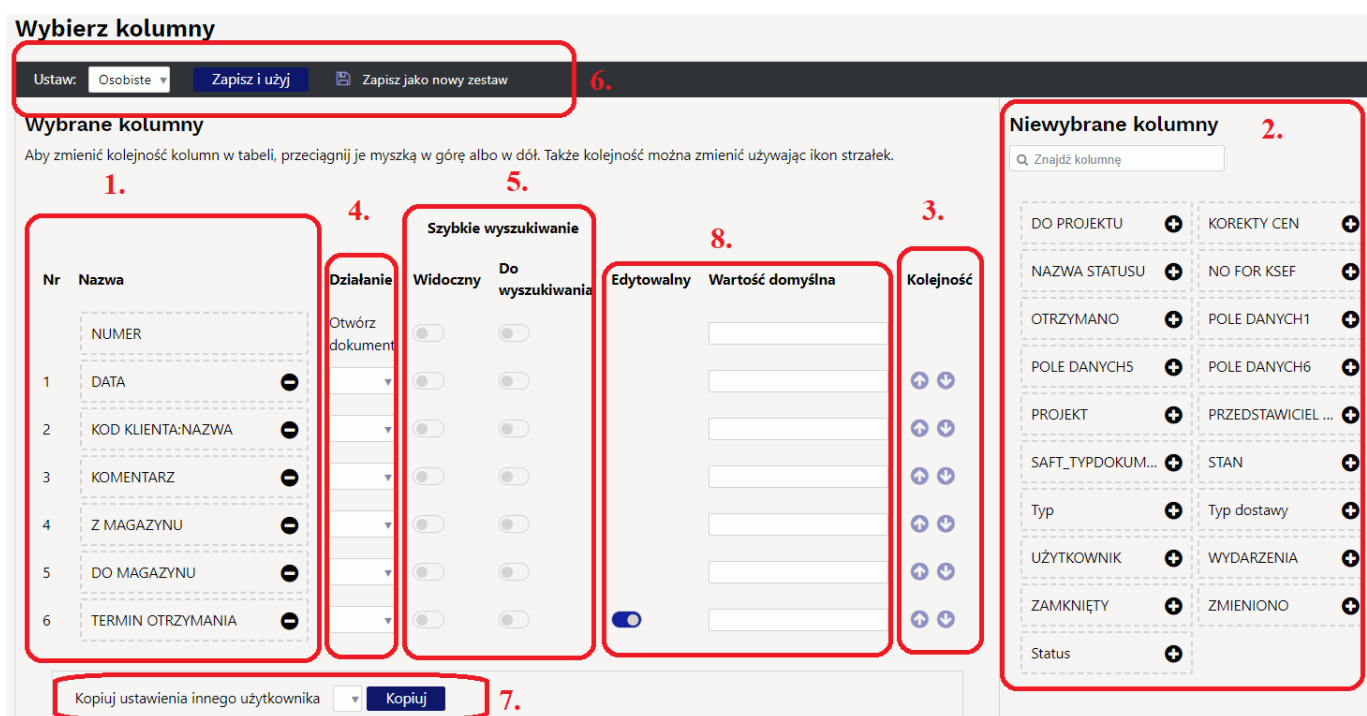 Wybierz kolumny
Ustaw: Osobiste Zapisz i użyj Zapisz jako nowy zestaw 6.
Wybrane kolumny
Aby zmienić kolejność kolumn w tabeli, przeciągnij je myszką w górę albo w dół. Także kolejność można zmienić używając ikon strzałek.
1. 4. 5. 8. 3.
Szybkie wyszukiwanie
Nr Nazwa Działanie Widoczny Do wyszukiwania Edytowalny Wartość domyślna Kolejność
NUMER Otwórz dokument
1 DATA
2 KOD KLIENTA:NAZWA
3 KOMENTARZ
4 Z MAGAZYNU
5 DO MAGAZYNU
6 TERMIN OTRZYMANIA
Kopiuj ustawienia innego użytkownika Kopiuj 7.
Niewybrane kolumny 2.
Znajdź kolumnę
DO PROJEKTU KOREKTY CEN
NAZWA STATUSU NO FOR KSEF
OTRZYMANO POLE DANYCH1
POLE DANYCH5 POLE DANYCH6
PROJEKT PRZEDSTAWICIEL ...
SAFT_TYPDOKUM... STAN
Typ Typ dostawy
UŻYTKOWNIK WYDARZENIA
ZAMKNIĘTY ZMIENIONO
Status